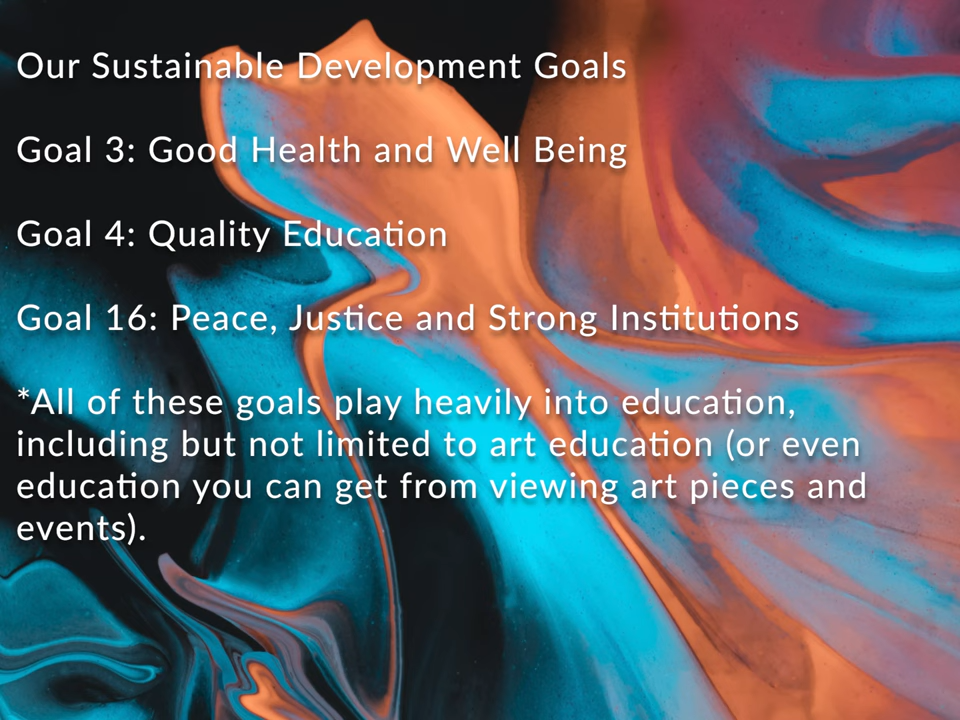 Our Sustainable Development Goals
Goal 3: Good Health and Well Being
Goal 4: Quality Education
Goal 16: Peace, Justice and Strong Institutions
*All of these goals play heavily into education,
including but not limited to art education (or even
education you can get from viewing art pieces and
events).